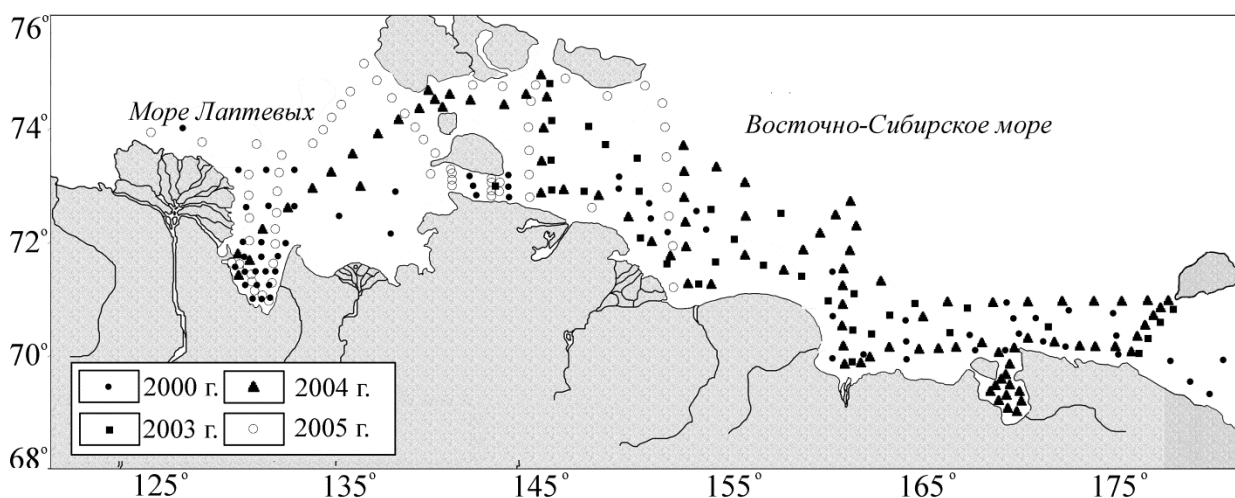 76°
Море Лаптевых
74°
Восточно-Сибирское море
72°
70°
2000 г.
2004 г.
2003 г.
2005 г.
68°
125° 135° 145° 155° 165° 175°